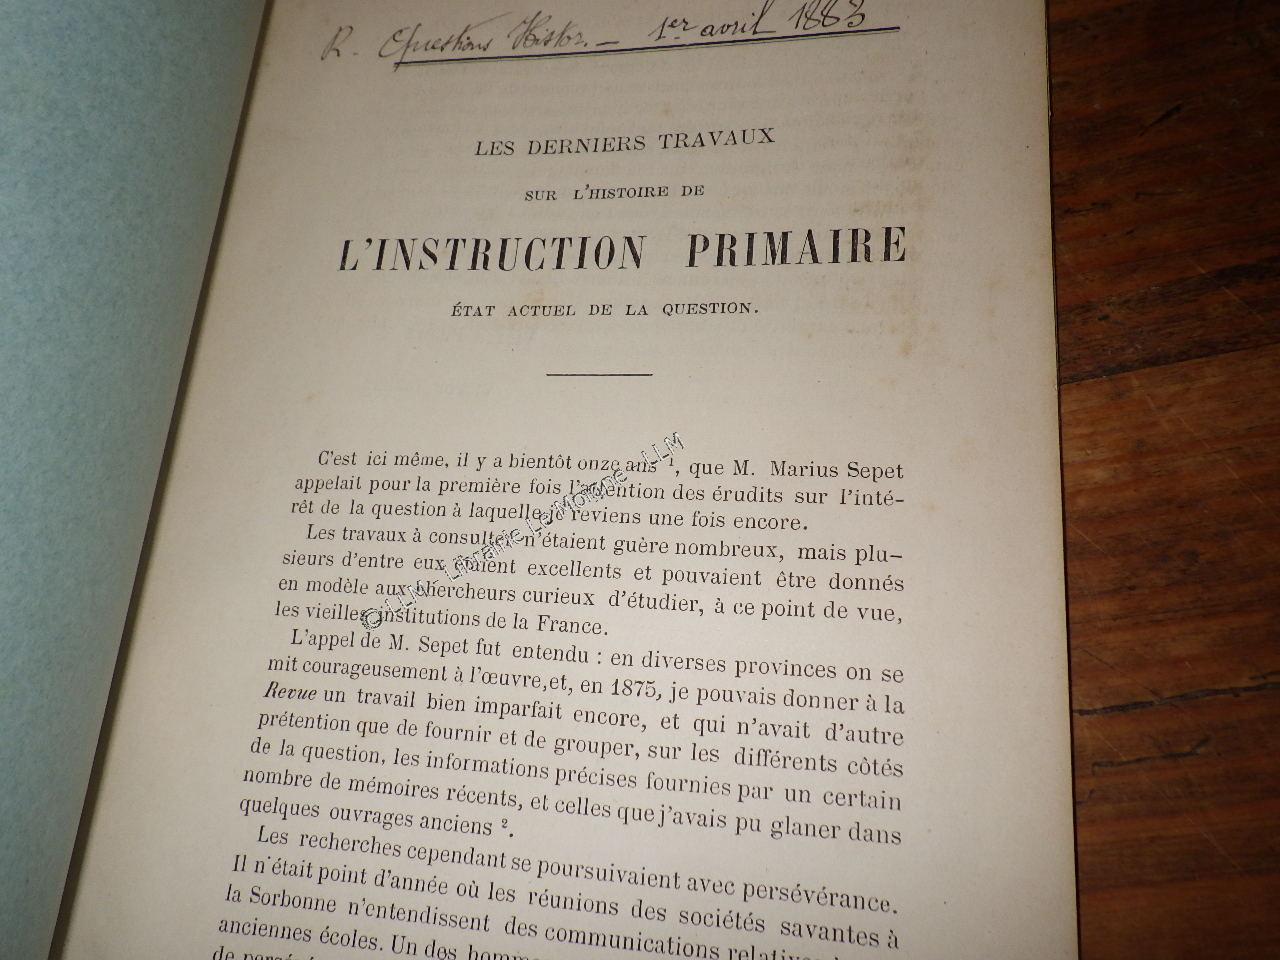 R. Questions Histor. — 1er avril 1883
LES DERNIERS TRAVAUX
SUR L'HISTOIRE DE
L'INSTRUCTION PRIMAIRE
ÉTAT ACTUEL DE LA QUESTION.
C'est ici même, il y a bientôt onze ans 1, que M. Marius Sepet
appelait pour la première fois l'attention des érudits sur l'inté-
rêt de la question à laquelle je reviens une fois encore.
Les travaux à consulter n'étaient guère nombreux, mais plu-
sieurs d'entre eux étaient excellents et pouvaient être donnés
en modèle aux chercheurs curieux d'étudier, à ce point de vue,
les vieilles institutions de la France.
L'appel de M. Sepet fut entendu : en diverses provinces on se
mit courageusement à l'œuvre, et, en 1875, je pouvais donner à la
Revue un travail bien imparfait encore, et qui n'avait d'autre
prétention que de fournir et de grouper, sur les différents côtés
de la question, les informations précises fournies par un certain
nombre de mémoires récents, et celles que j'avais pu glaner dans
quelques ouvrages anciens 2.
Les recherches cependant se poursuivaient avec persévérance.
Il n'était point d'année où les réunions des sociétés savantes à
la Sorbonne n'entendissent des communications
anciennes écoles. Un des
©LLM - Librairie Le Moigne - LLM